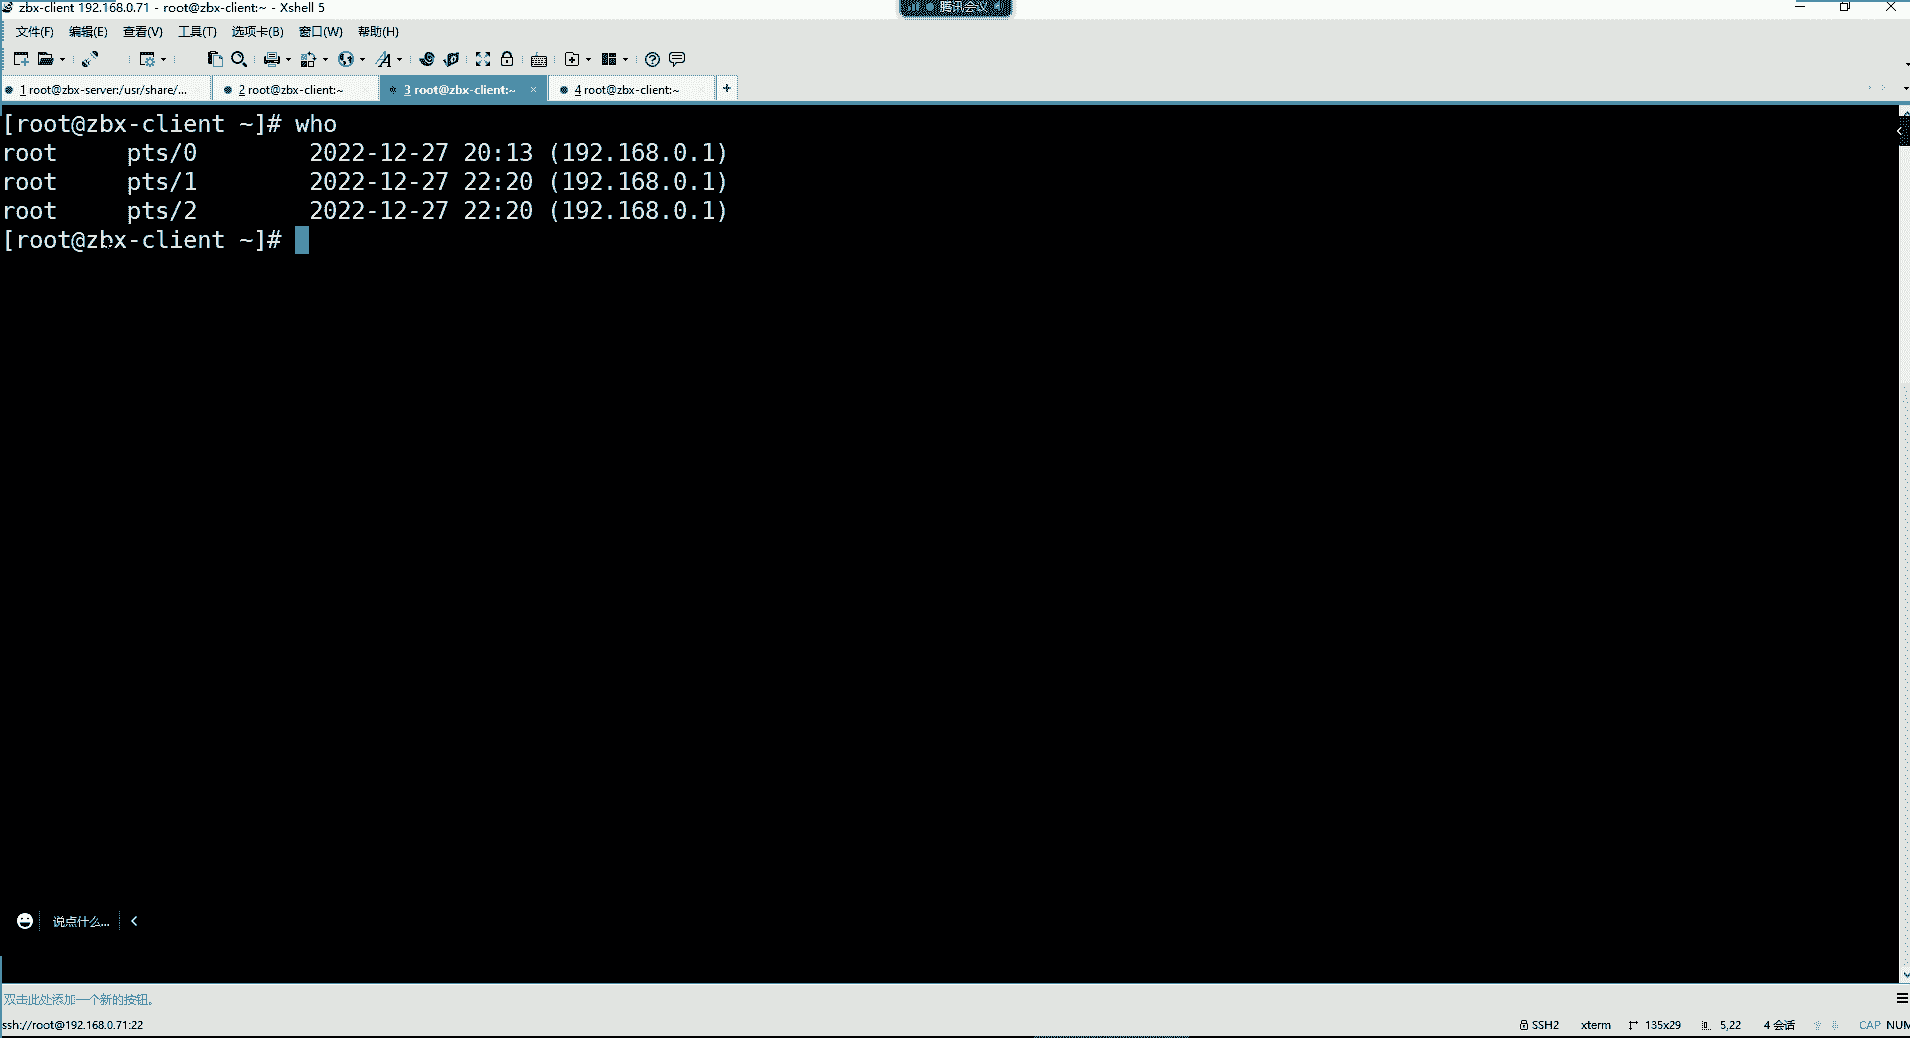 zbx-client 192.168.0.71 - root@zbx-client:~ - Xshell 5
腾讯会议
文件(F) 编辑(E) 查看(V) 工具(T) 选项卡(B) 窗口(W) 帮助(H)
1 root@zbx-server:/usr/share/... 2 root@zbx-client:~ 3 root@zbx-client:~ × 4 root@zbx-client:~ +
[root@zbx-client ~]# who
root     pts/0        2022-12-27 20:13 (192.168.0.1)
root     pts/1        2022-12-27 22:20 (192.168.0.1)
root     pts/2        2022-12-27 22:20 (192.168.0.1)
[root@zbx-client ~]#
说点什么...
双击此处添加一个新的按钮。
ssh://root@192.168.0.71:22 SSH2 xterm 135x29 5,22 4 会话 CAP NUM